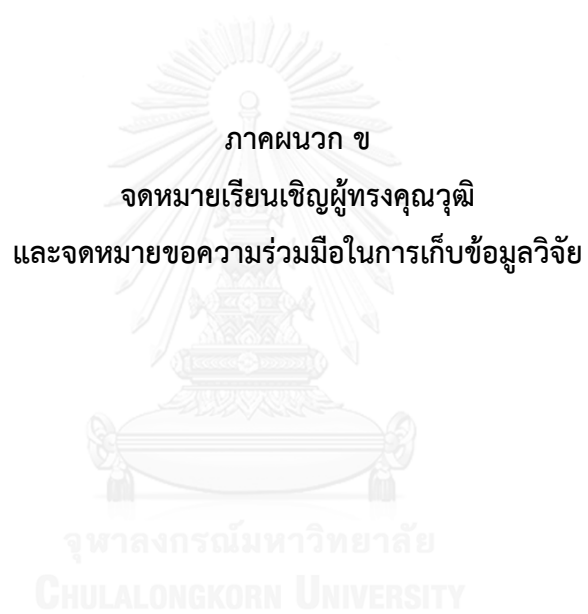 ภาคผนวก ข
จดหมายเรียนเชิญผู้ทรงคุณวุฒิ
และจดหมายขอความร่วมมือในการเก็บข้อมูลวิจัย
จุฬาลงกรณ์มหาวิทยาลัย
CHULALONGKORN UNIVERSITY